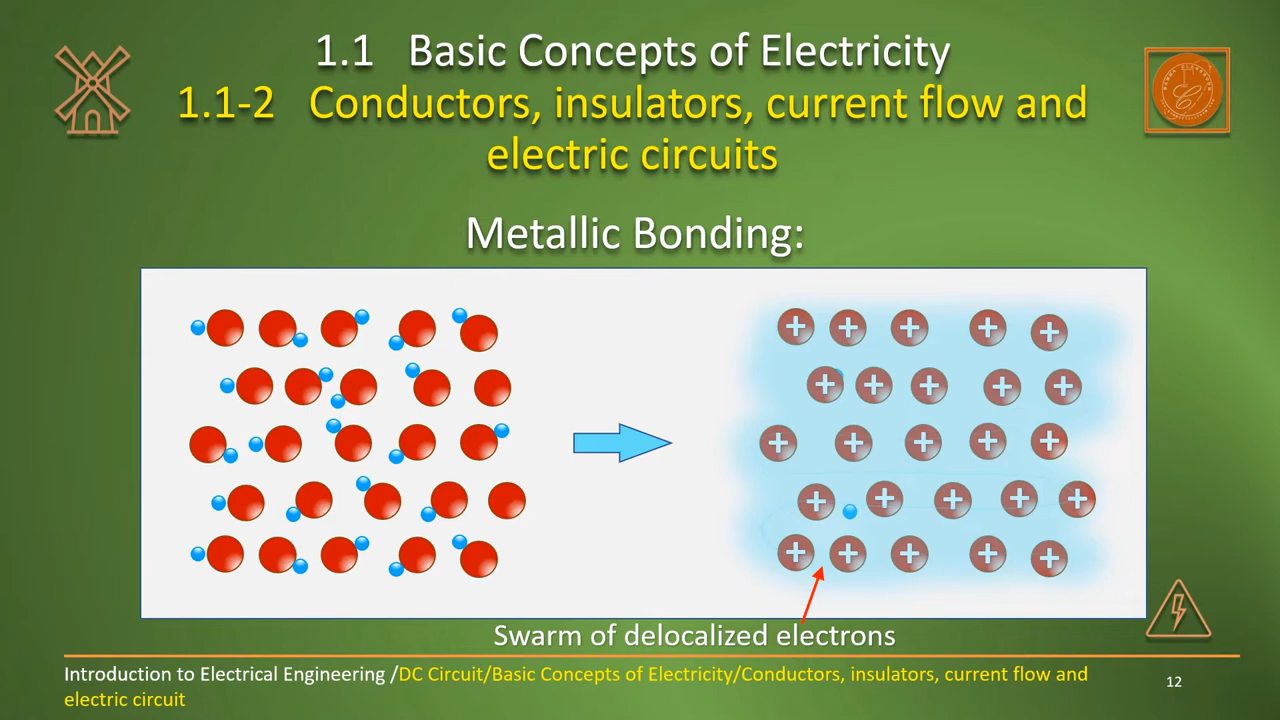 1.1 Basic Concepts of Electricity
1.1-2 Conductors, insulators, current flow and
electric circuits
Metallic Bonding:
+ + + + +
+ + + + +
+ + + + +
+ + + + +
+ + + + +
Swarm of delocalized electrons
Introduction to Electrical Engineering /DC Circuit/Basic Concepts of Electricity/Conductors, insulators, current flow and
electric circuit
12